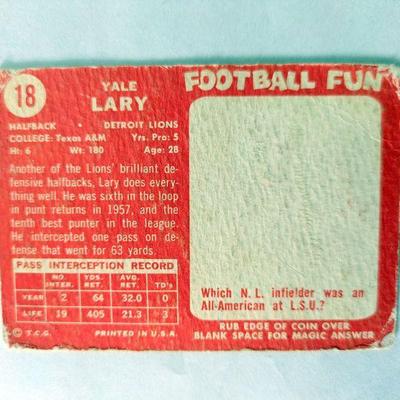 18
YALE
LARY
HALFBACK • DETROIT LIONS
COLLEGE: Texas A&M Yrs. Pro: 5
Ht: 6 Wt: 180 Age: 28
Another of the Lions' brilliant de-
fensive halfbacks, Lary does every-
thing well. He was sixth in the loop
in punt returns in 1957, and the
tenth best punter in the league.
He intercepted one pass on de-
fense that went for 63 yards.
PASS INTERCEPTION RECORD
NO. INTER. YDS. RET. AVG. RET. TD's
YEAR 2 64 32.0 0
LIFE 19 405 21.3 3
© T.C.G. PRINTED IN U.S.A.
FOOTBALL FUN
Which N. L. infielder was an
All-American at L.S.U.?
RUB EDGE OF COIN OVER
BLANK SPACE FOR MAGIC ANSWER